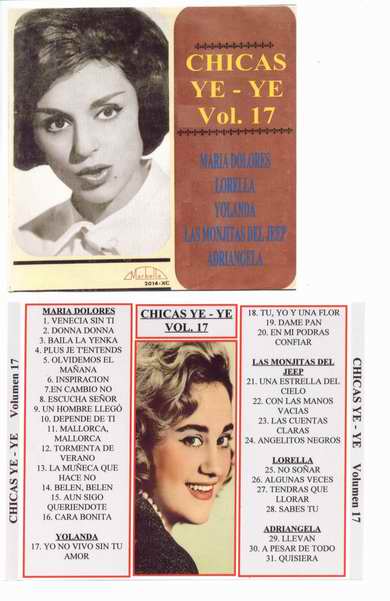 CHICAS
YE - YE
Vol. 17
MARIA DOLORES
LORELLA
YOLANDA
LAS MONJITAS DEL JEEP
ADRIANGELA
Marbella
2014-XC
CHICAS YE - YE Volumen 17
MARIA DOLORES
1. VENECIA SIN TI
2. DONNA DONNA
3. BAILA LA YENKA
4. PLUS JE T'ENTENDS
5. OLVIDEMOS EL
MAÑANA
6. INSPIRACION
7.EN CAMBIO NO
8. ESCUCHA SEÑOR
9. UN HOMBRE LLEGÓ
10. DEPENDE DE TI
11. MALLORCA,
MALLORCA
12. TORMENTA DE
VERANO
13. LA MUÑECA QUE
HACE NO
14. BELEN, BELEN
15. AUN SIGO
QUERIENDOTE
16. CARA BONITA
YOLANDA
17. YO NO VIVO SIN TU
AMOR
CHICAS YE - YE
VOL. 17
18. TU, YO Y UNA FLOR
19. DAME PAN
20. EN MI PODRAS
CONFIAR
LAS MONJITAS DEL
JEEP
21. UNA ESTRELLA DEL
CIELO
22. CON LAS MANOS
VACIAS
23. LAS CUENTAS
CLARAS
24. ANGELITOS NEGROS
LORELLA
25. NO SOÑAR
26. ALGUNAS VECES
27. TENDRAS QUE
LLORAR
28. SABES TU
ADRIANGELA
29. LLEVAN
30. A PESAR DE TODO
31. QUISIERA
CHICAS YE - YE Volumen 17